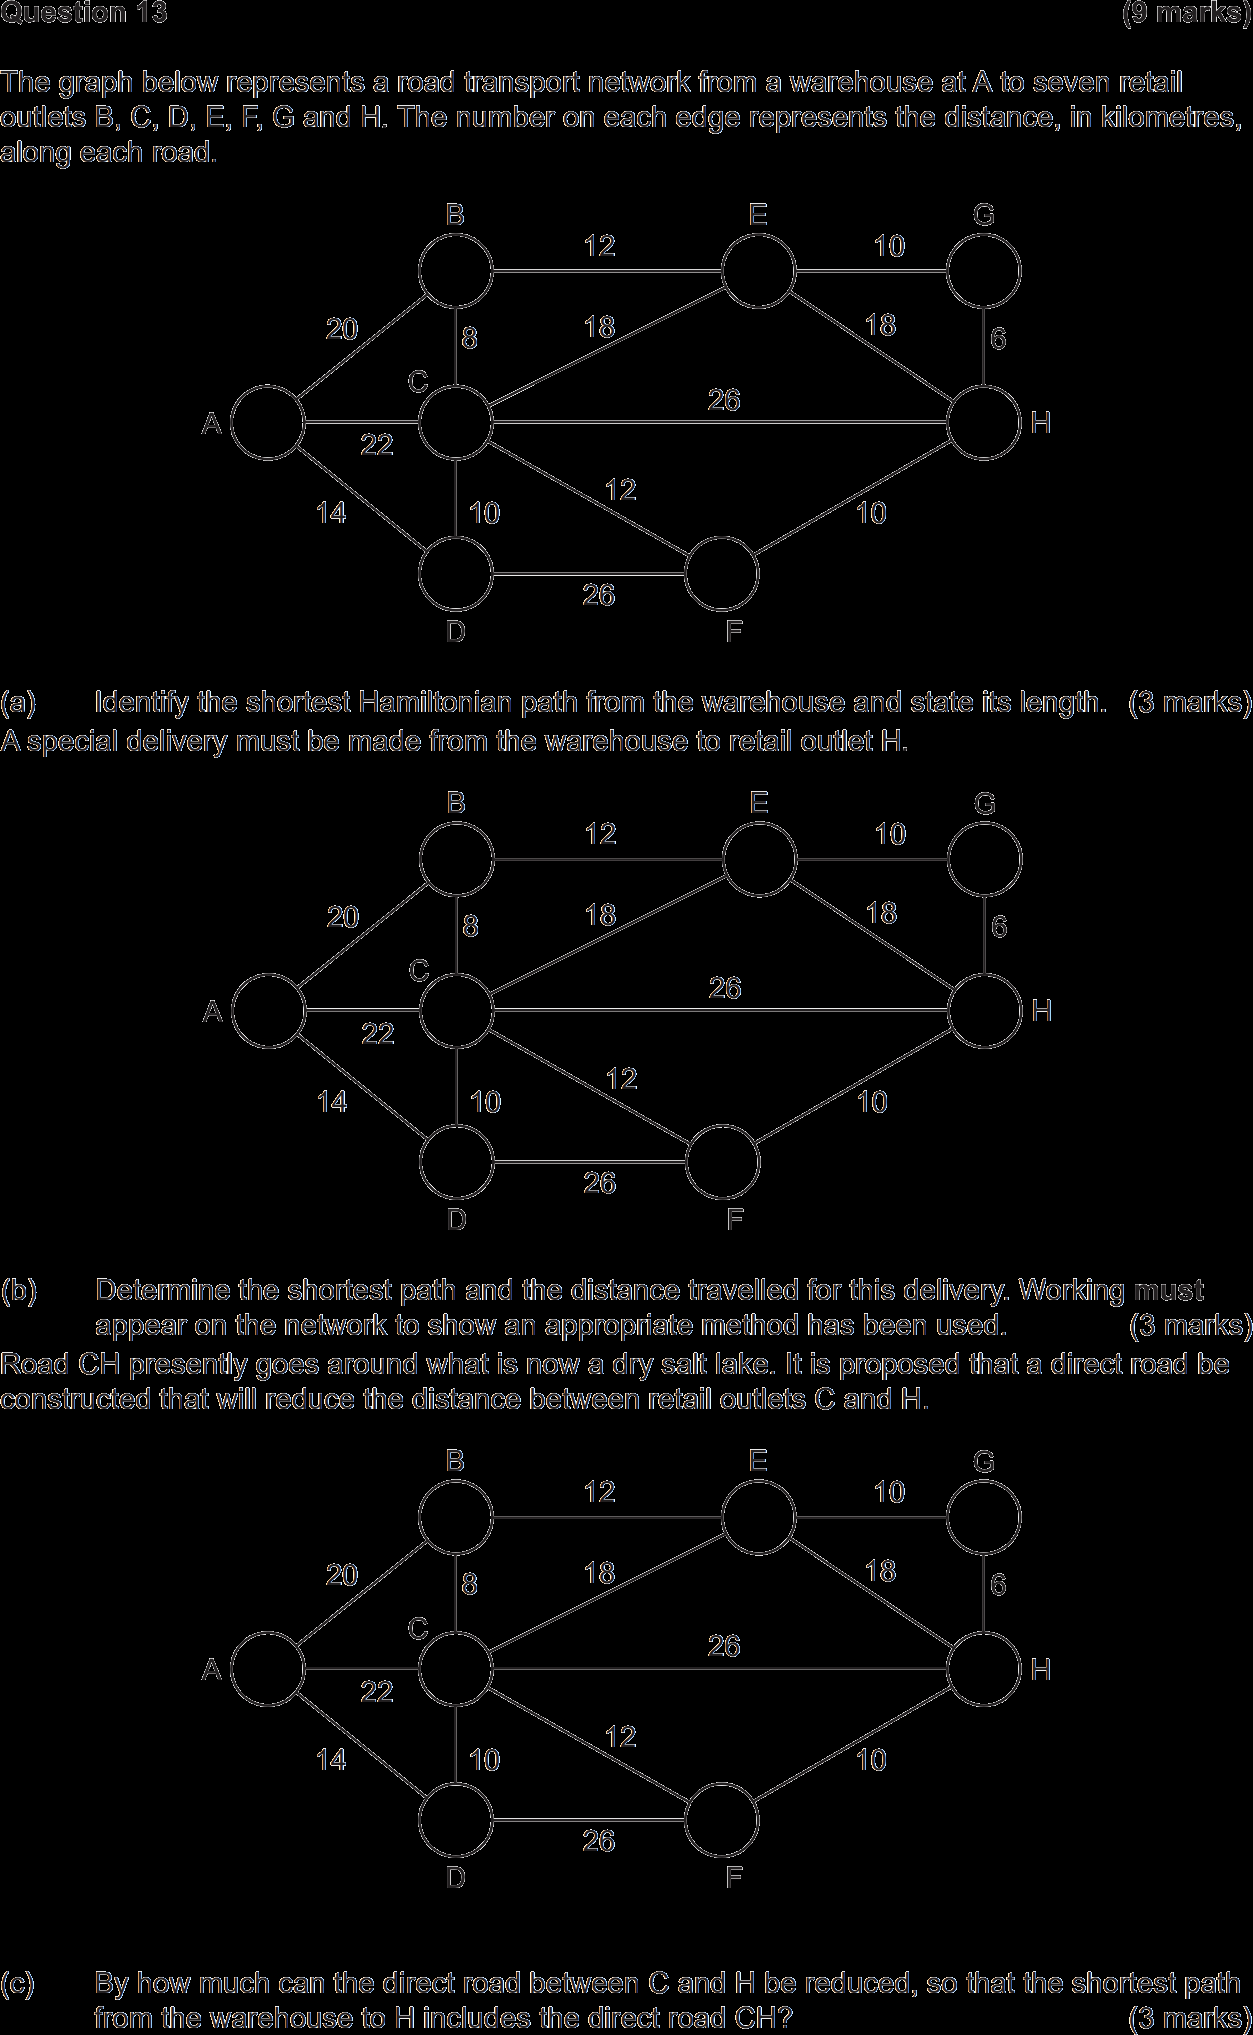 Question 13 (9 marks)
The graph below represents a road transport network from a warehouse at A to seven retail
outlets B, C, D, E, F, G and H. The number on each edge represents the distance, in kilometres,
along each road.
B E G
12 10
20 8 18 18 6
C
26
A H
22
14 10 12 10
26
D F
(a) Identify the shortest Hamiltonian path from the warehouse and state its length. (3 marks)
A special delivery must be made from the warehouse to retail outlet H.
B E G
12 10
20 8 18 18 6
C
26
A H
22
14 10 12 10
26
D F
(b) Determine the shortest path and the distance travelled for this delivery. Working must
appear on the network to show an appropriate method has been used. (3 marks)
Road CH presently goes around what is now a dry salt lake. It is proposed that a direct road be
constructed that will reduce the distance between retail outlets C and H.
B E G
12 10
20 8 18 18 6
C
26
A H
22
14 10 12 10
26
D F
(c) By how much can the direct road between C and H be reduced, so that the shortest path
from the warehouse to H includes the direct road CH? (3 marks)